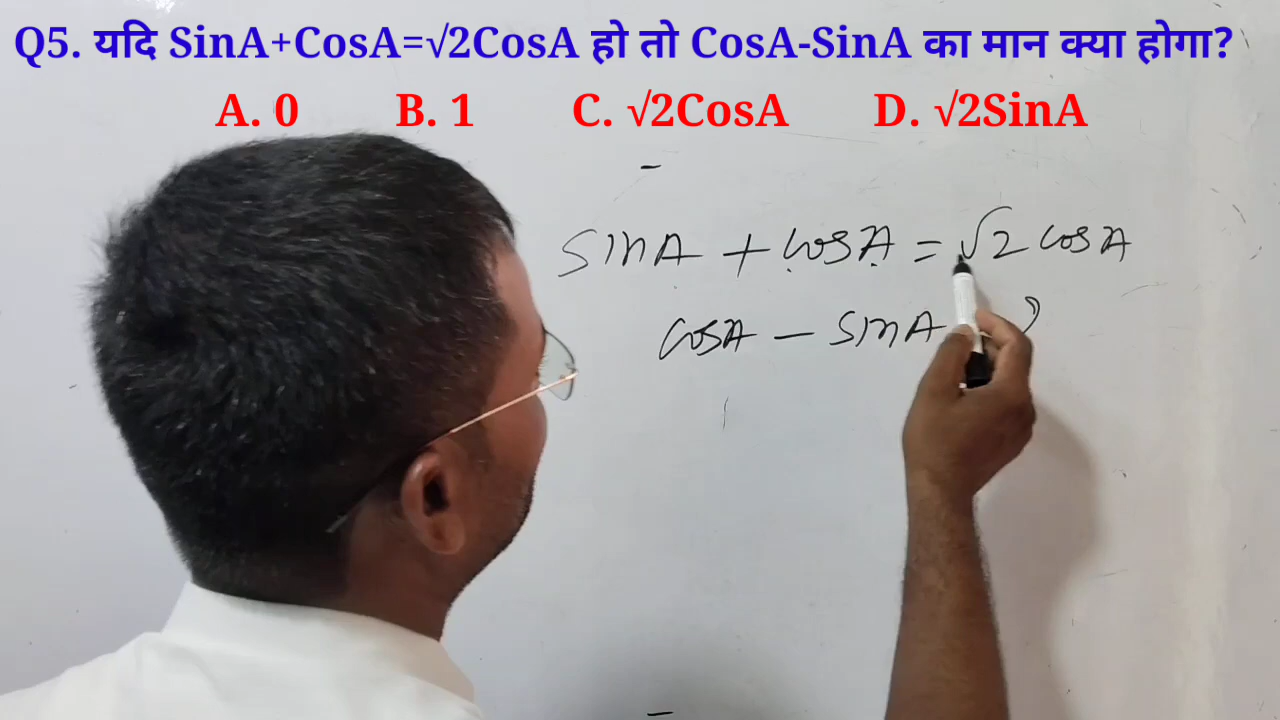 Q5. यदि SinA+CosA=√2CosA हो तो CosA-SinA का मान क्या होगा?
A. 0 B. 1 C. √2CosA D. √2SinA
sinA + cosA = √2 cosA
cosA - sinA ?